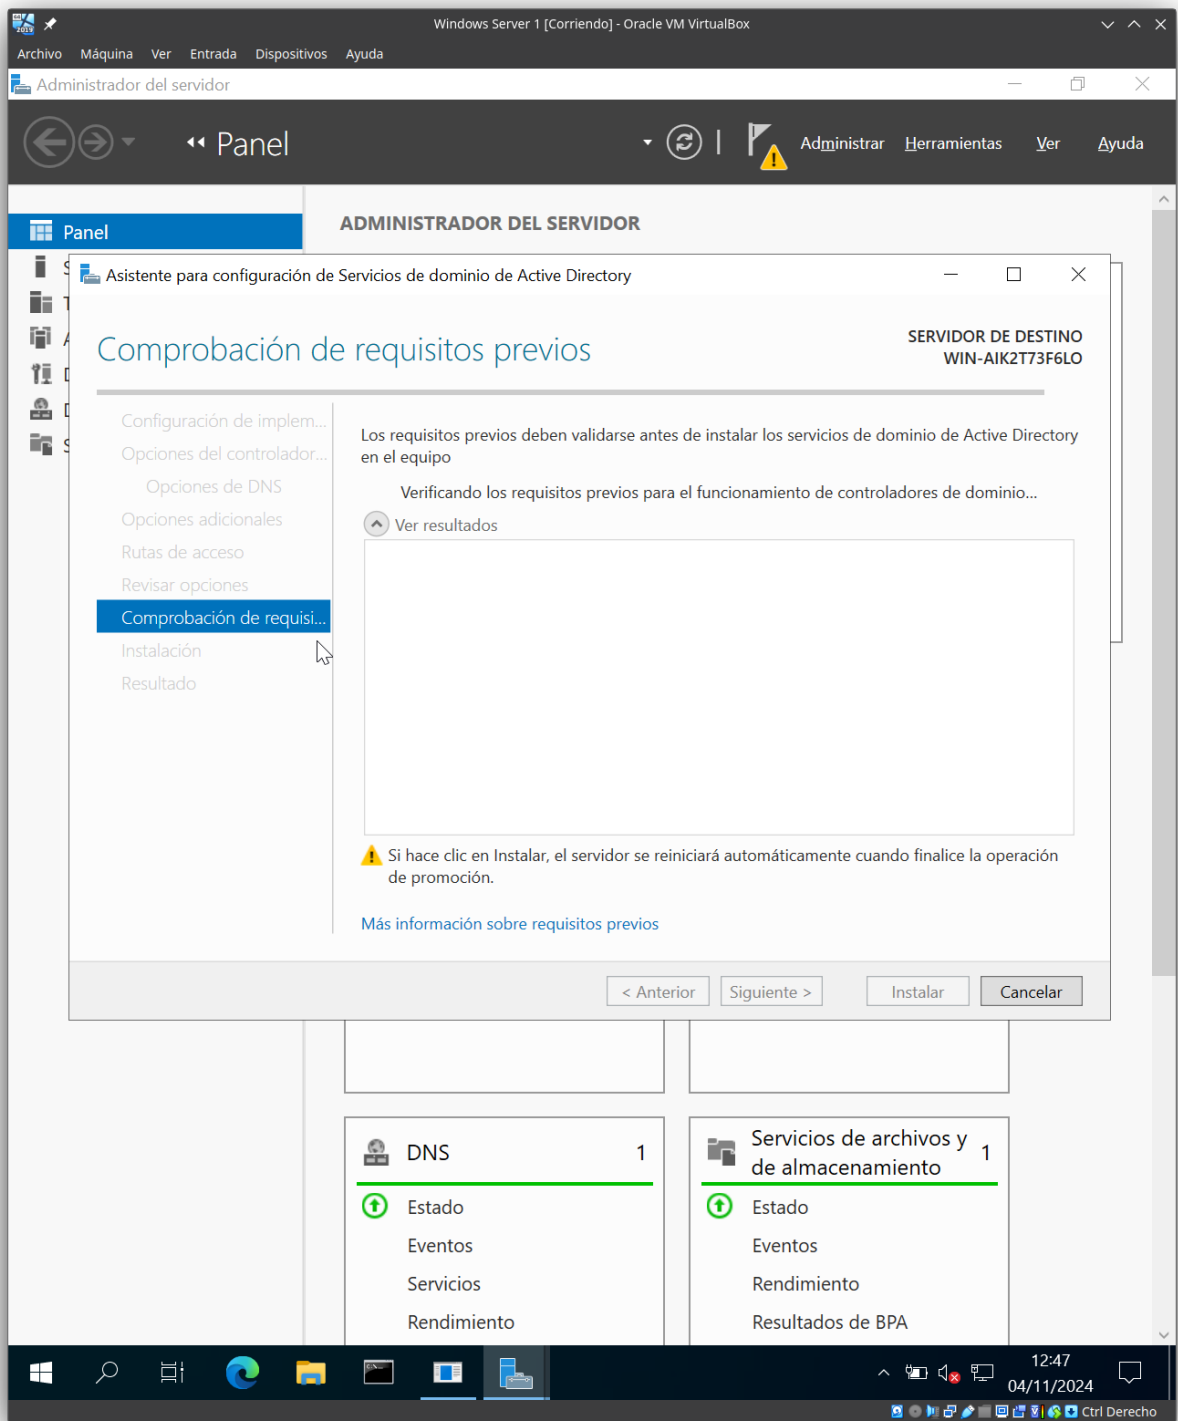 Windows Server 1 [Corriendo] - Oracle VM VirtualBox
Archivo Máquina Ver Entrada Dispositivos Ayuda
Administrador del servidor
Panel
Administrar Herramientas Ver Ayuda
Panel
ADMINISTRADOR DEL SERVIDOR
Asistente para configuración de Servicios de dominio de Active Directory
Comprobación de requisitos previos
SERVIDOR DE DESTINO
WIN-AIK2T73F6LO
Configuración de implem...
Opciones del controlador...
Opciones de DNS
Opciones adicionales
Rutas de acceso
Revisar opciones
Comprobación de requisi...
Instalación
Resultado
Los requisitos previos deben validarse antes de instalar los servicios de dominio de Active Directory
en el equipo
Verificando los requisitos previos para el funcionamiento de controladores de dominio...
Ver resultados
Si hace clic en Instalar, el servidor se reiniciará automáticamente cuando finalice la operación
de promoción.
Más información sobre requisitos previos
< Anterior Siguiente > Instalar Cancelar
DNS 1
Estado
Eventos
Servicios
Rendimiento
Servicios de archivos y
de almacenamiento 1
Estado
Eventos
Rendimiento
Resultados de BPA
12:47
04/11/2024
Ctrl Derecho